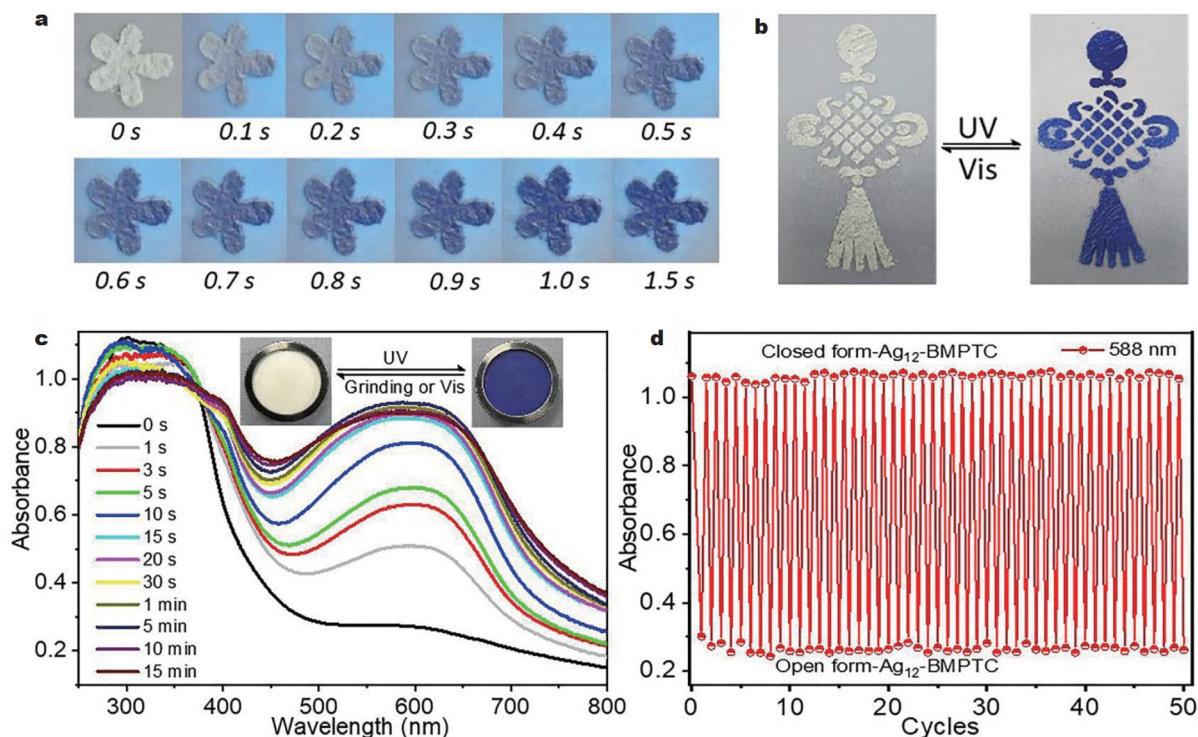 a
0 s 0.1 s 0.2 s 0.3 s 0.4 s 0.5 s
0.6 s 0.7 s 0.8 s 0.9 s 1.0 s 1.5 s
b
UV
Vis
c
UV
Grinding or Vis
0 s
1 s
3 s
5 s
10 s
15 s
20 s
30 s
1 min
5 min
10 min
15 min
1.0
0.8
0.6
0.4
0.2
Absorbance
300 400 500 600 700 800
Wavelength (nm)
d
Closed form-Ag₁₂-BMPTC
588 nm
1.0
0.8
0.6
0.4
0.2
Absorbance
Open form-Ag₁₂-BMPTC
0 10 20 30 40 50
Cycles